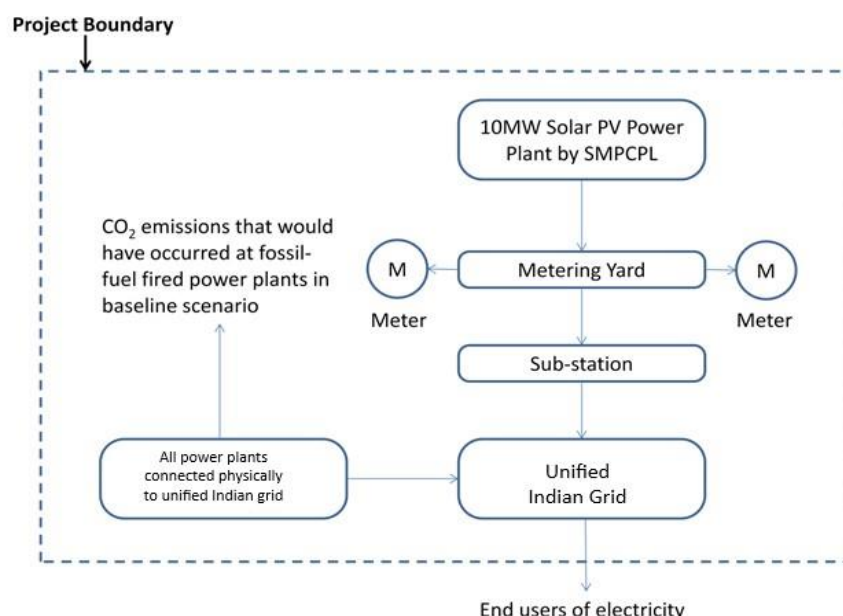 Project Boundary
10MW Solar PV Power
Plant by SMPCPL
CO₂ emissions that would
have occurred at fossil-
fuel fired power plants in
baseline scenario
M
Metering Yard
M
Meter
Meter
Sub-station
All power plants
connected physically
to unified Indian grid
Unified
Indian Grid
End users of electricity